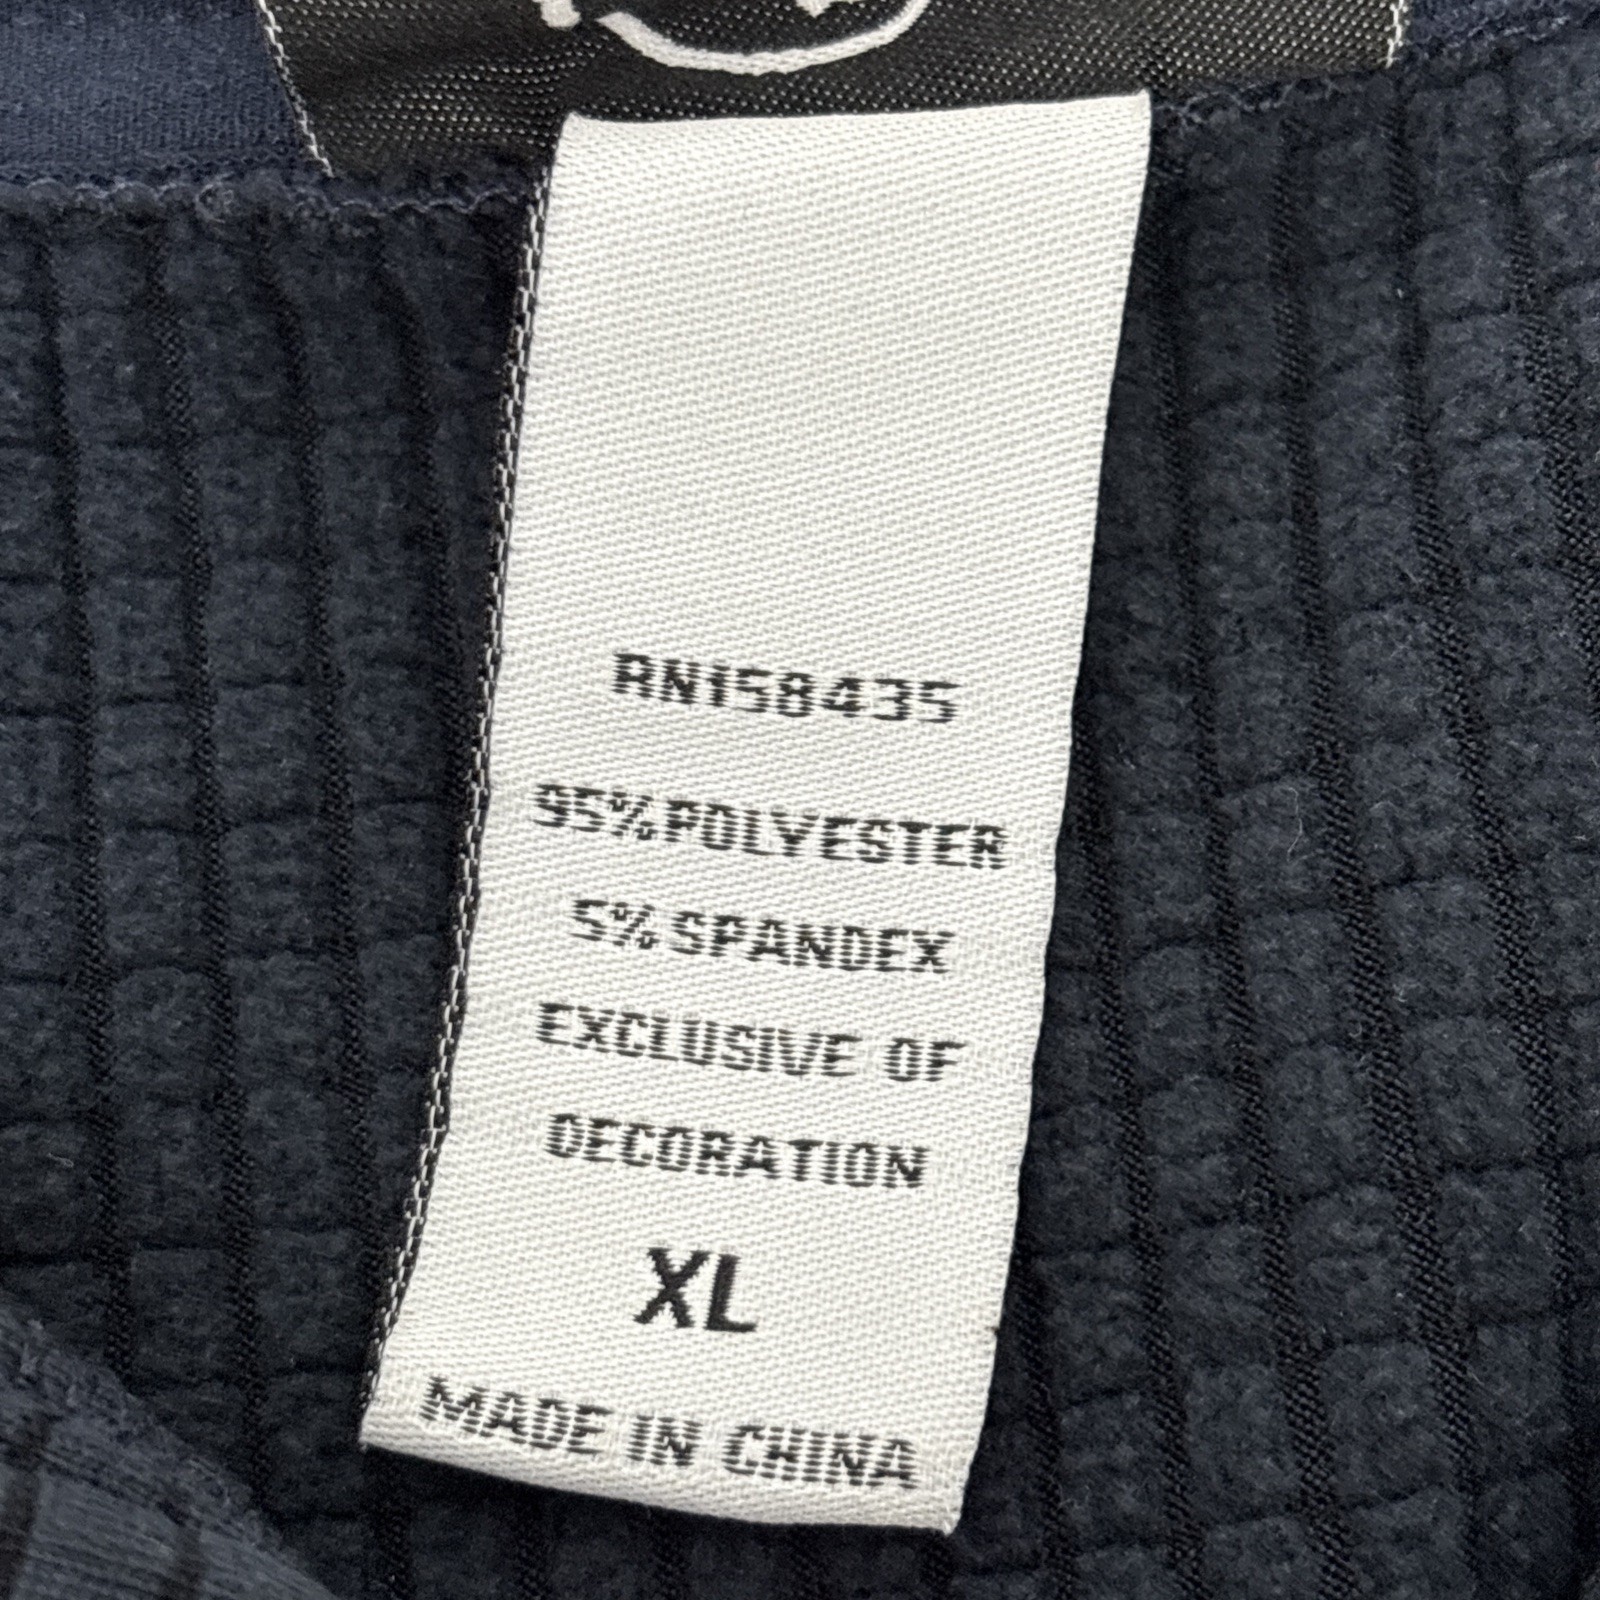 RN158435
95%POLYESTER
5%SPANDEX
EXCLUSIVE OF
DECORATION
XL
MADE IN CHINA